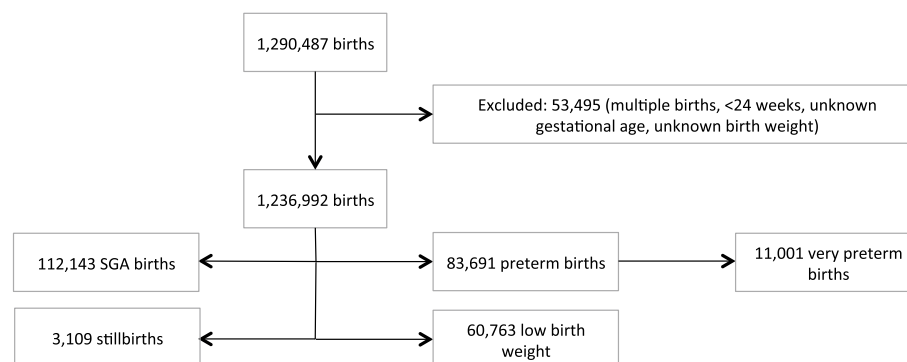 1,290,487 births
Excluded: 53,495 (multiple births, <24 weeks, unknown
gestational age, unknown birth weight)
1,236,992 births
112,143 SGA births
83,691 preterm births
11,001 very preterm
births
3,109 stillbirths
60,763 low birth
weight